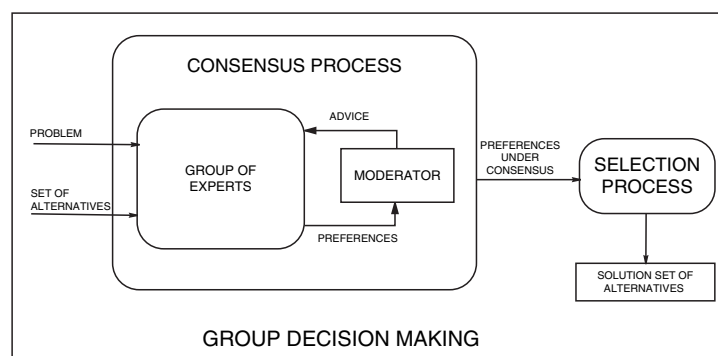 CONSENSUS PROCESS
PROBLEM
SET OF
ALTERNATIVES
GROUP OF
EXPERTS
ADVICE
MODERATOR
PREFERENCES
PREFERENCES
UNDER
CONSENSUS
SELECTION
PROCESS
SOLUTION SET OF
ALTERNATIVES
GROUP DECISION MAKING